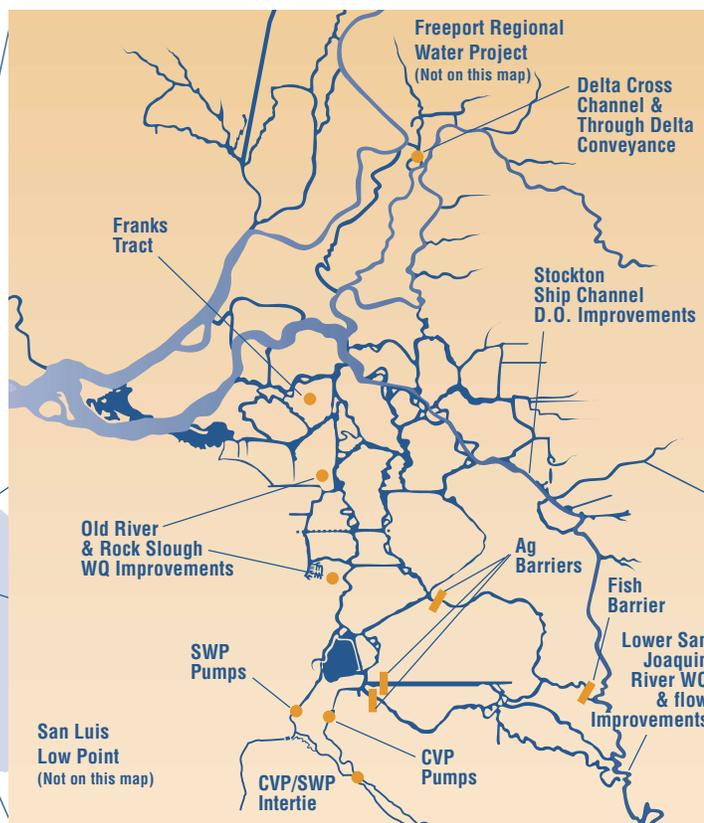 Freeport Regional
Water Project
(Not on this map)
Delta Cross
Channel &
Through Delta
Conveyance
Franks
Tract
Stockton
Ship Channel
D.O. Improvements
Old River
& Rock Slough
WQ Improvements
Ag
Barriers
Fish
Barrier
Lower San
Joaquin
River WQ
& flow
Improvements
SWP
Pumps
San Luis
Low Point
(Not on this map)
CVP
Pumps
CVP/SWP
Intertie